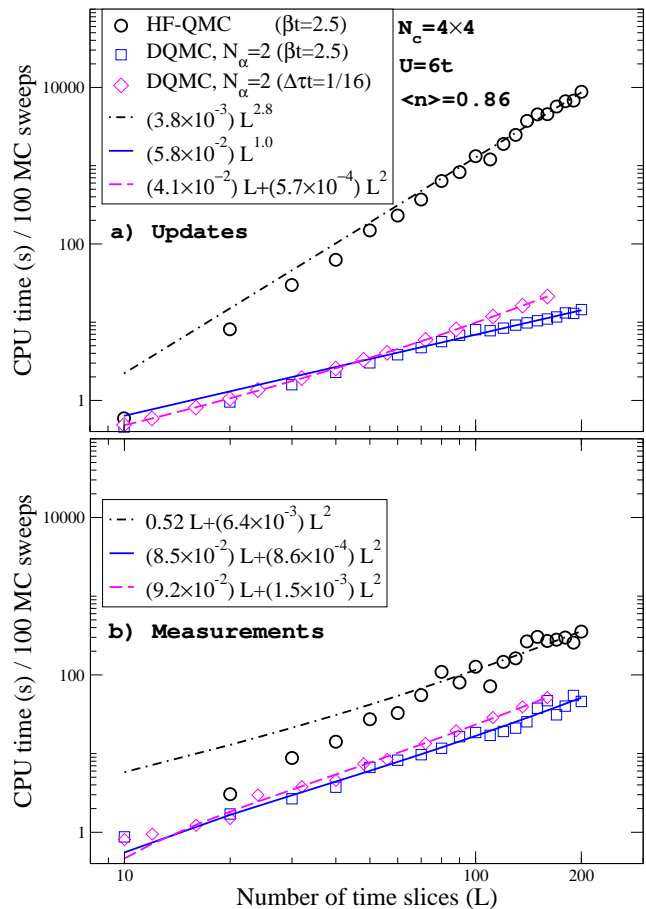 HF-QMC (βt=2.5)
DQMC, N_α=2 (βt=2.5)
DQMC, N_α=2 (Δτt=1/16)
(3.8×10^-3) L^2.8
(5.8×10^-2) L^1.0
(4.1×10^-2) L+(5.7×10^-4) L^2
N_c=4×4
U=6t
<n>=0.86
a) Updates
CPU time (s) / 100 MC sweeps
10000
100
1
0.52 L+(6.4×10^-3) L^2
(8.5×10^-2) L+(8.6×10^-4) L^2
(9.2×10^-2) L+(1.5×10^-3) L^2
b) Measurements
CPU time (s) / 100 MC sweeps
10000
100
1
10 100 200
Number of time slices (L)